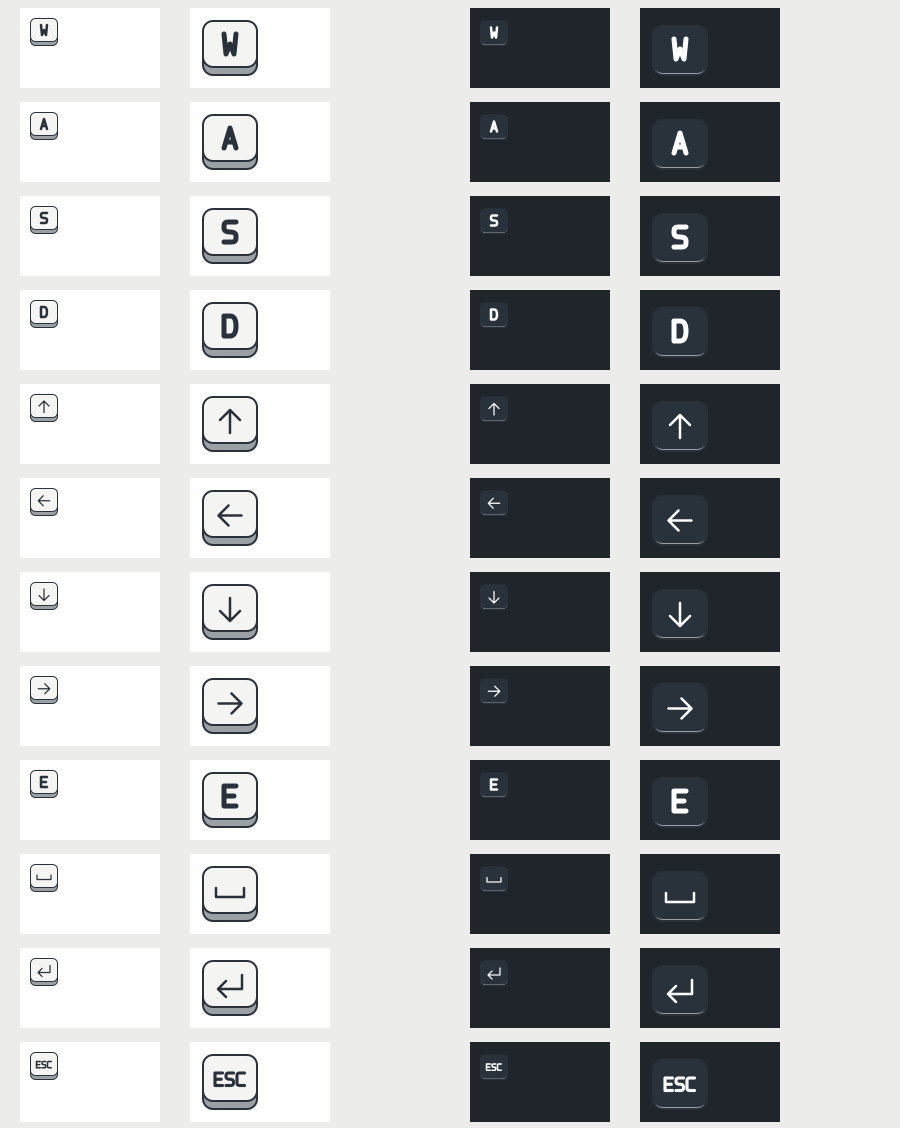 W W W W
A A A A
S S S S
D D D D
↑ ↑ ↑ ↑
← ← ← ←
↓ ↓ ↓ ↓
→ → → →
E E E E
⎵ ⎵ ⎵ ⎵
↵ ↵ ↵ ↵
ESC ESC ESC ESC